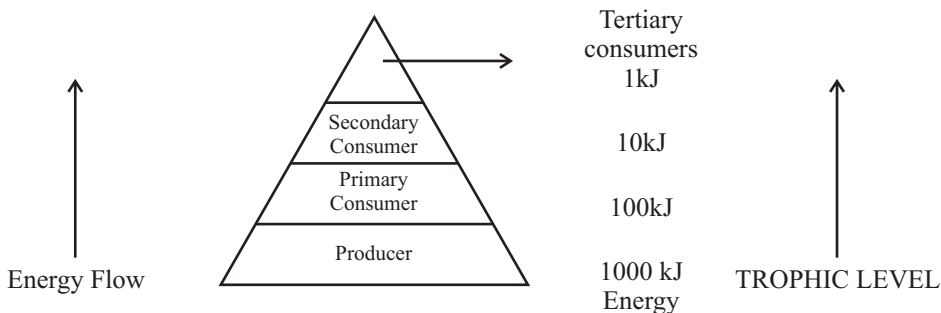 Tertiary
consumers
1kJ
Secondary
Consumer
10kJ
Primary
Consumer
100kJ
Producer
1000 kJ
Energy
Energy Flow
TROPHIC LEVEL